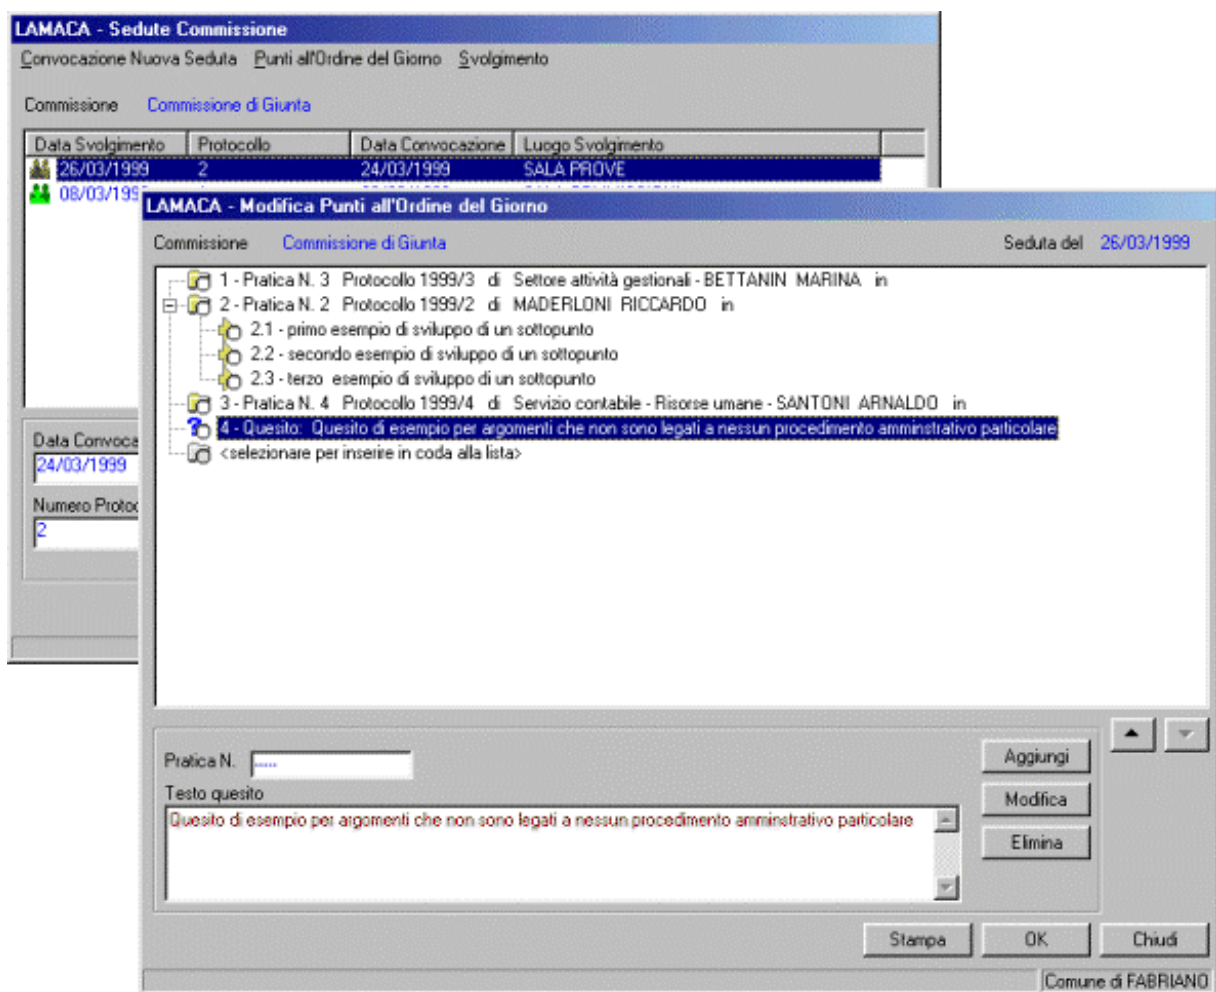 LAMACA - Sedute Commissione
Convocazione Nuova Seduta Punti all'Ordine del Giorno Svolgimento
Commissione Commissione di Giunta
Data Svolgimento Protocollo Data Convocazione Luogo Svolgimento
26/03/1999 2 24/03/1999 SALA PROVE
08/03/199
LAMACA - Modifica Punti all'Ordine del Giorno
Commissione Commissione di Giunta Seduta del 26/03/1999
1 - Pratica N. 3 Protocollo 1999/3 di Settore attività gestionali - BETTANIN MARINA in
2 - Pratica N. 2 Protocollo 1999/2 di MADERLONI RICCARDO in
2.1 - primo esempio di sviluppo di un sottopunto
2.2 - secondo esempio di sviluppo di un sottopunto
2.3 - terzo esempio di sviluppo di un sottopunto
3 - Pratica N. 4 Protocollo 1999/4 di Servizio contabile - Risorse umane - SANTONI ARNALDO in
4 - Quesito: Quesito di esempio per argomenti che non sono legati a nessun procedimento amminstrativo particolare
<selezionare per inserire in coda alla lista>
Data Convoca
24/03/1999
Numero Protoc
2
Pratica N. .....
Testo quesito
Quesito di esempio per argomenti che non sono legati a nessun procedimento amminstrativo particolare
Aggiungi
Modifica
Elimina
Stampa OK Chiudi
Comune di FABRIANO